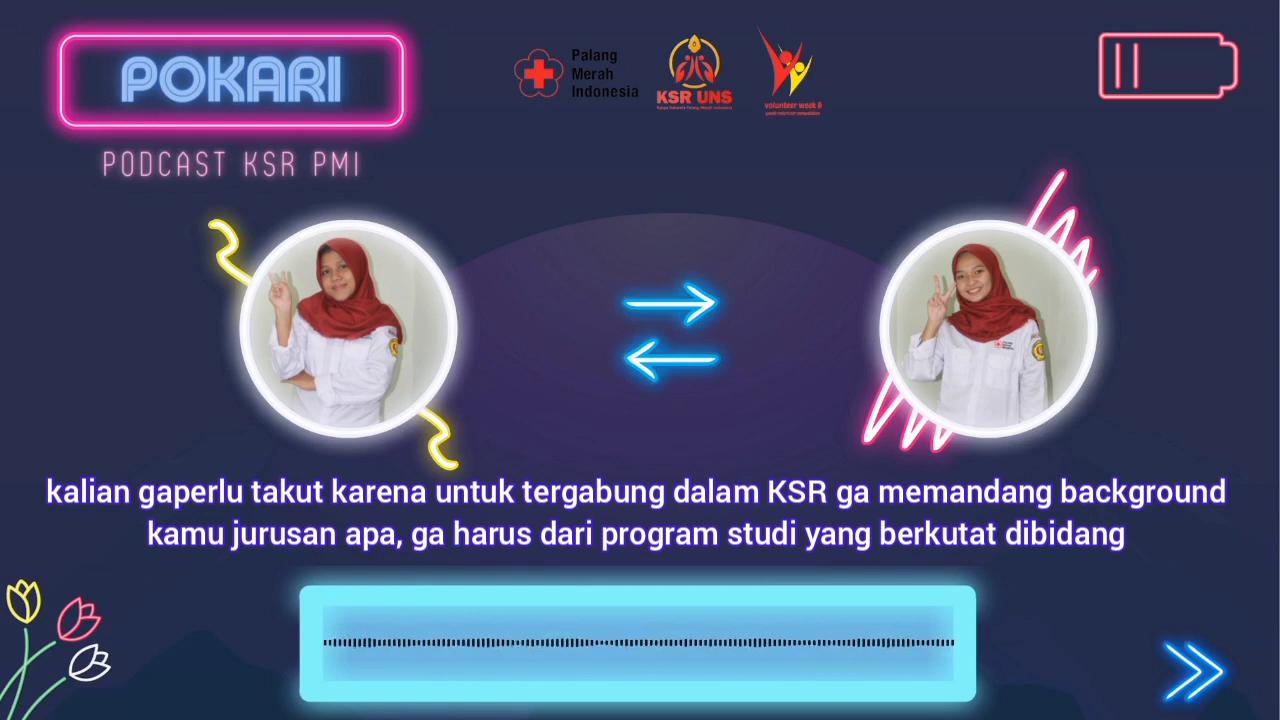 POKARI
PODCAST KSR PMI
Palang
Merah
Indonesia
KSR UNS
volunteer week 6
kalian gaperlu takut karena untuk tergabung dalam KSR ga memandang background
kamu jurusan apa, ga harus dari program studi yang berkutat dibidang